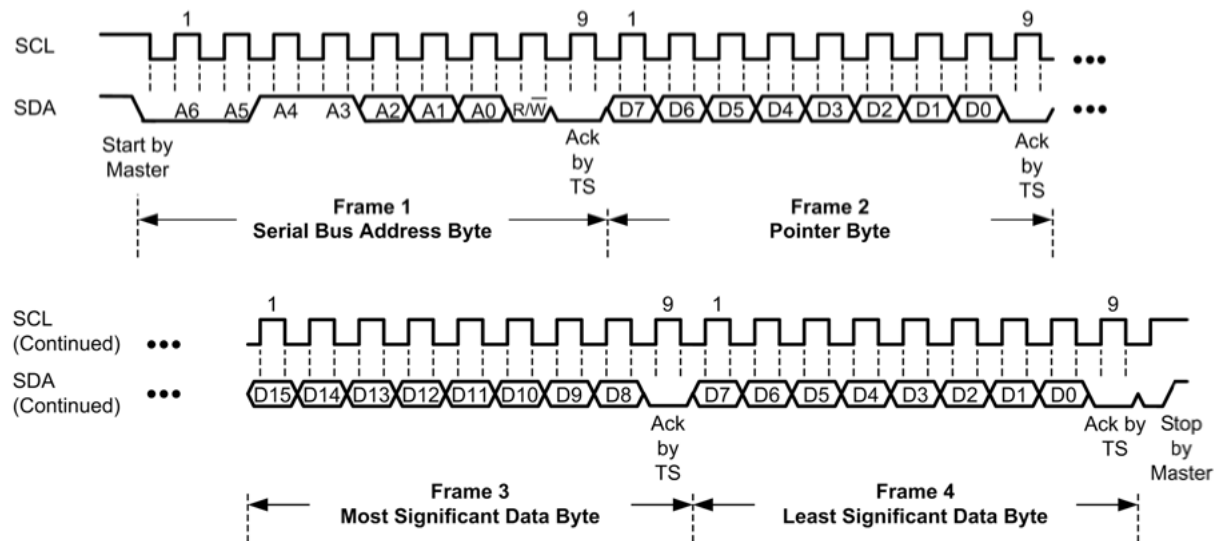 1 9 1 9
SCL
SDA A6 A5 A4 A3 A2 A1 A0 R/W̅ D7 D6 D5 D4 D3 D2 D1 D0
Start by
Master
Ack
by
TS
Ack
by
TS
Frame 1
Serial Bus Address Byte
Frame 2
Pointer Byte
1 9 1 9
SCL
(Continued)
SDA
(Continued)
D15 D14 D13 D12 D11 D10 D9 D8 D7 D6 D5 D4 D3 D2 D1 D0
Ack
by
TS
Ack by
TS
Stop
by
Master
Frame 3
Most Significant Data Byte
Frame 4
Least Significant Data Byte